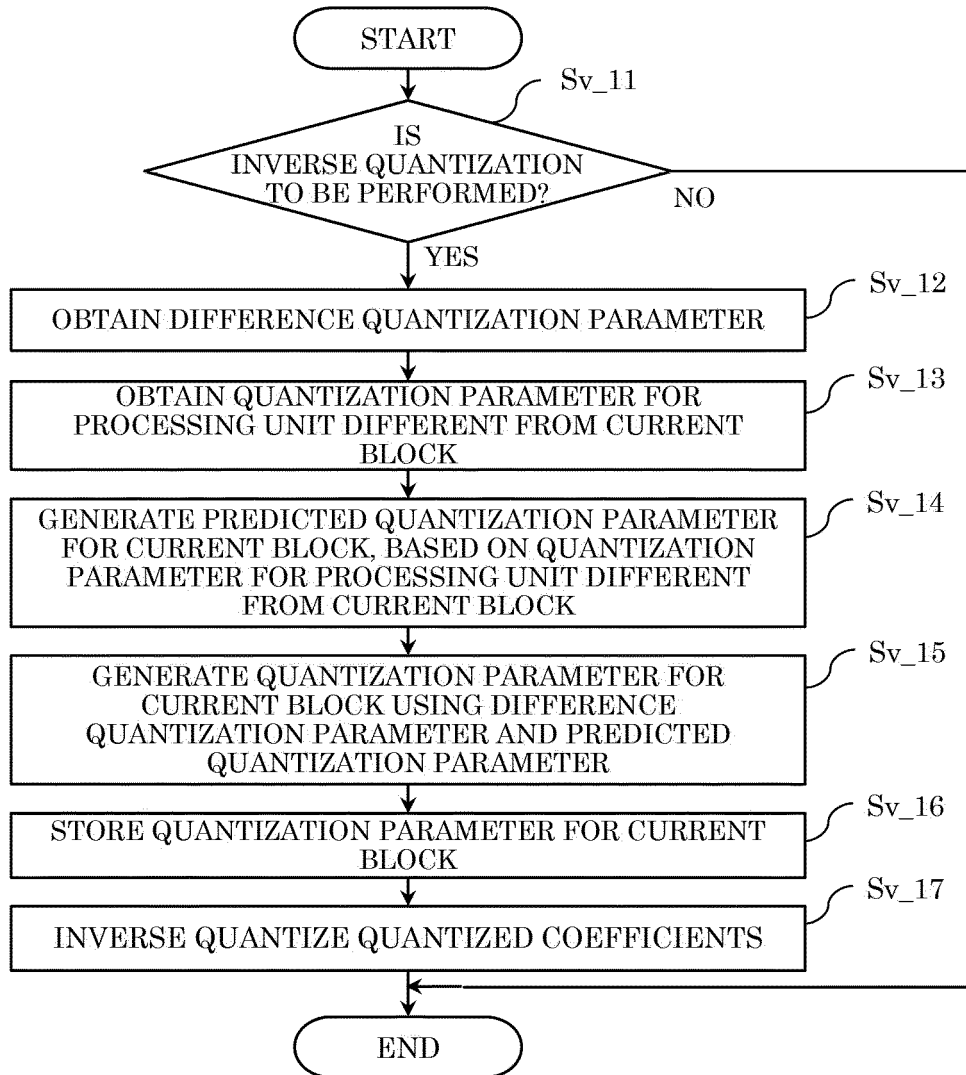 START
Sv_11
IS
INVERSE QUANTIZATION
TO BE PERFORMED?
NO
YES
Sv_12
OBTAIN DIFFERENCE QUANTIZATION PARAMETER
Sv_13
OBTAIN QUANTIZATION PARAMETER FOR
PROCESSING UNIT DIFFERENT FROM CURRENT
BLOCK
Sv_14
GENERATE PREDICTED QUANTIZATION PARAMETER
FOR CURRENT BLOCK, BASED ON QUANTIZATION
PARAMETER FOR PROCESSING UNIT DIFFERENT
FROM CURRENT BLOCK
Sv_15
GENERATE QUANTIZATION PARAMETER FOR
CURRENT BLOCK USING DIFFERENCE
QUANTIZATION PARAMETER AND PREDICTED
QUANTIZATION PARAMETER
Sv_16
STORE QUANTIZATION PARAMETER FOR CURRENT
BLOCK
Sv_17
INVERSE QUANTIZE QUANTIZED COEFFICIENTS
END